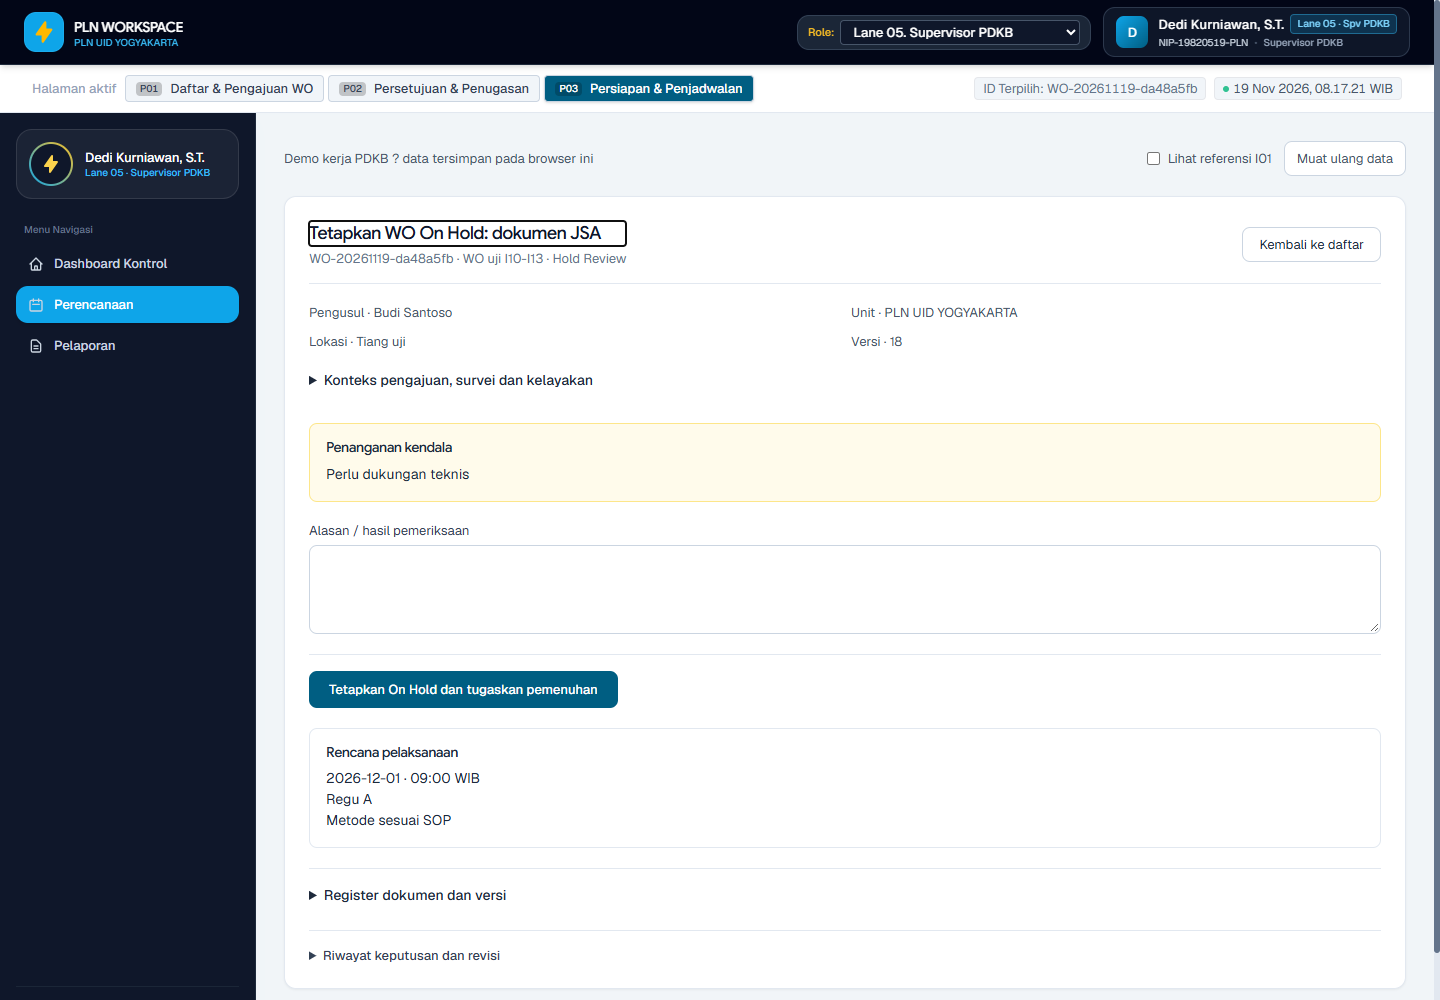 PLN WORKSPACE
PLN UID YOGYAKARTA
Role: Lane 05. Supervisor PDKB
D
Dedi Kurniawan, S.T. Lane 05 · Spv PDKB
NIP-19820519-PLN · Supervisor PDKB
Halaman aktif P01 Daftar & Pengajuan WO P02 Persetujuan & Penugasan P03 Persiapan & Penjadwalan
ID Terpilih: WO-20261119-da48a5fb
19 Nov 2026, 08.17.21 WIB
Dedi Kurniawan, S.T.
Lane 05 · Supervisor PDKB
Menu Navigasi
Dashboard Kontrol
Perencanaan
Pelaporan
Demo kerja PDKB ? data tersimpan pada browser ini
Lihat referensi I01
Muat ulang data
Tetapkan WO On Hold: dokumen JSA
WO-20261119-da48a5fb · WO uji I10-I13 · Hold Review
Kembali ke daftar
Pengusul · Budi Santoso
Unit · PLN UID YOGYAKARTA
Lokasi · Tiang uji
Versi · 18
Konteks pengajuan, survei dan kelayakan
Penanganan kendala
Perlu dukungan teknis
Alasan / hasil pemeriksaan
Tetapkan On Hold dan tugaskan pemenuhan
Rencana pelaksanaan
2026-12-01 · 09:00 WIB
Regu A
Metode sesuai SOP
Register dokumen dan versi
Riwayat keputusan dan revisi